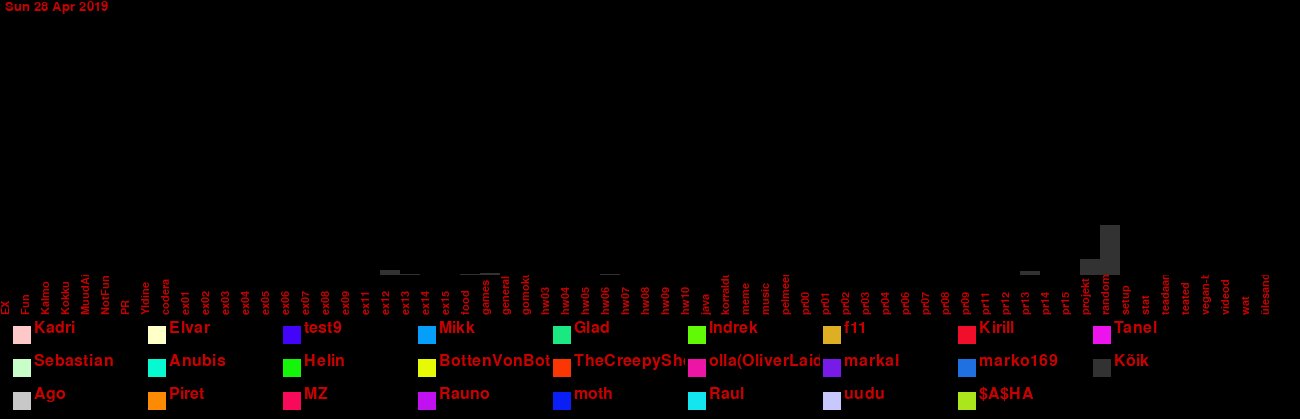 Sun 28 Apr 2019
EX
Fun
Kalmo
Kokku
MuudAI
NotFun
PR
Yldine
codera
ex01
ex02
ex03
ex04
ex05
ex06
ex07
ex08
ex09
ex11
ex12
ex13
ex14
ex15
food
games
general
gomoku
hw03
hw04
hw05
hw06
hw07
hw08
hw09
hw10
java
korraldu
meme
music
pr00
pr01
pr02
pr03
pr04
pr06
pr07
pr08
pr09
pr11
pr12
pr13
pr14
pr15
projekt
random
setup
stat
teadaan
teated
vegan-t
videod
wat
ülesand
Kadri Elvar test9 Mikk Glad Indrek f11 Kirill Tanel
Sebastian Anubis Helin BottenVonBot TheCreepyShe olla(OliverLaid markal marko169 Köik
Ago Piret MZ Rauno moth Raul uudu $A$HA